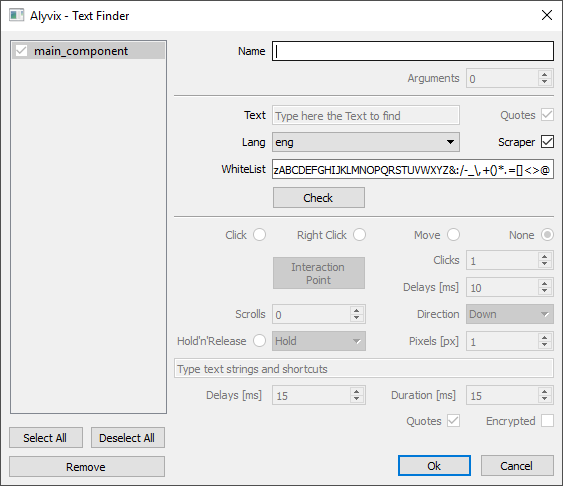 Alyvix - Text Finder
main_component
Name
Arguments 0
Text Type here the Text to find Quotes
Lang eng Scraper
WhiteList zABCDEFGHIJKLMNOPQRSTUVWXYZ&:/-_\,+()*.=[]<>@
Check
Click Right Click Move None
Interaction Point Clicks 1
Delays [ms] 10
Scrolls 0 Direction Down
Hold'n'Release Hold Pixels [px] 1
Type text strings and shortcuts
Delays [ms] 15 Duration [ms] 15
Quotes Encrypted
Select All Deselect All
Remove
Ok Cancel